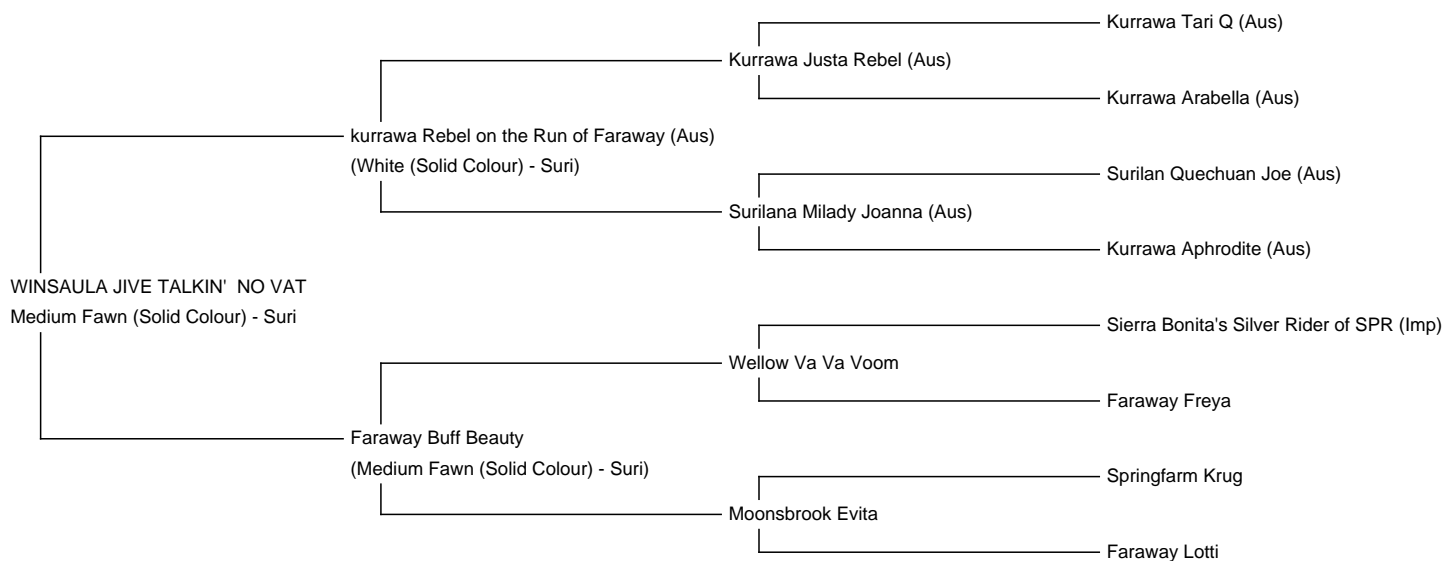 Kurrawa Tari Q (Aus)
Kurrawa Justa Rebel (Aus)
Kurrawa Arabella (Aus)
kurrawa Rebel on the Run of Faraway (Aus)
(White (Solid Colour) - Suri)
Surilan Quechuan Joe (Aus)
Surilana Milady Joanna (Aus)
Kurrawa Aphrodite (Aus)
WINSAULA JIVE TALKIN'  NO VAT
Medium Fawn (Solid Colour) - Suri
Sierra Bonita's Silver Rider of SPR (Imp)
Wellow Va Va Voom
Faraway Freya
Faraway Buff Beauty
(Medium Fawn (Solid Colour) - Suri)
Springfarm Krug
Moonsbrook Evita
Faraway Lotti